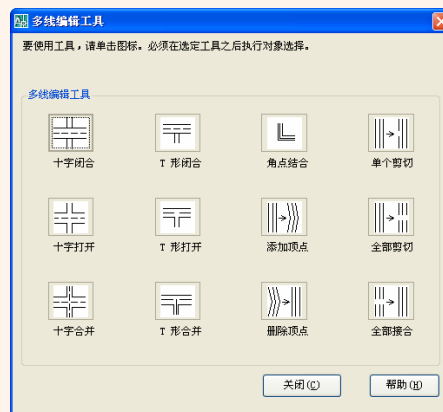 多线编辑工具
要使用工具，请单击图标。必须在选定工具之后执行对象选择。
多线编辑工具
十字闭合 T 形闭合 角点结合 单个剪切
十字打开 T 形打开 添加顶点 全部剪切
十字合并 T 形合并 删除顶点 全部接合
关闭(C) 帮助(H)